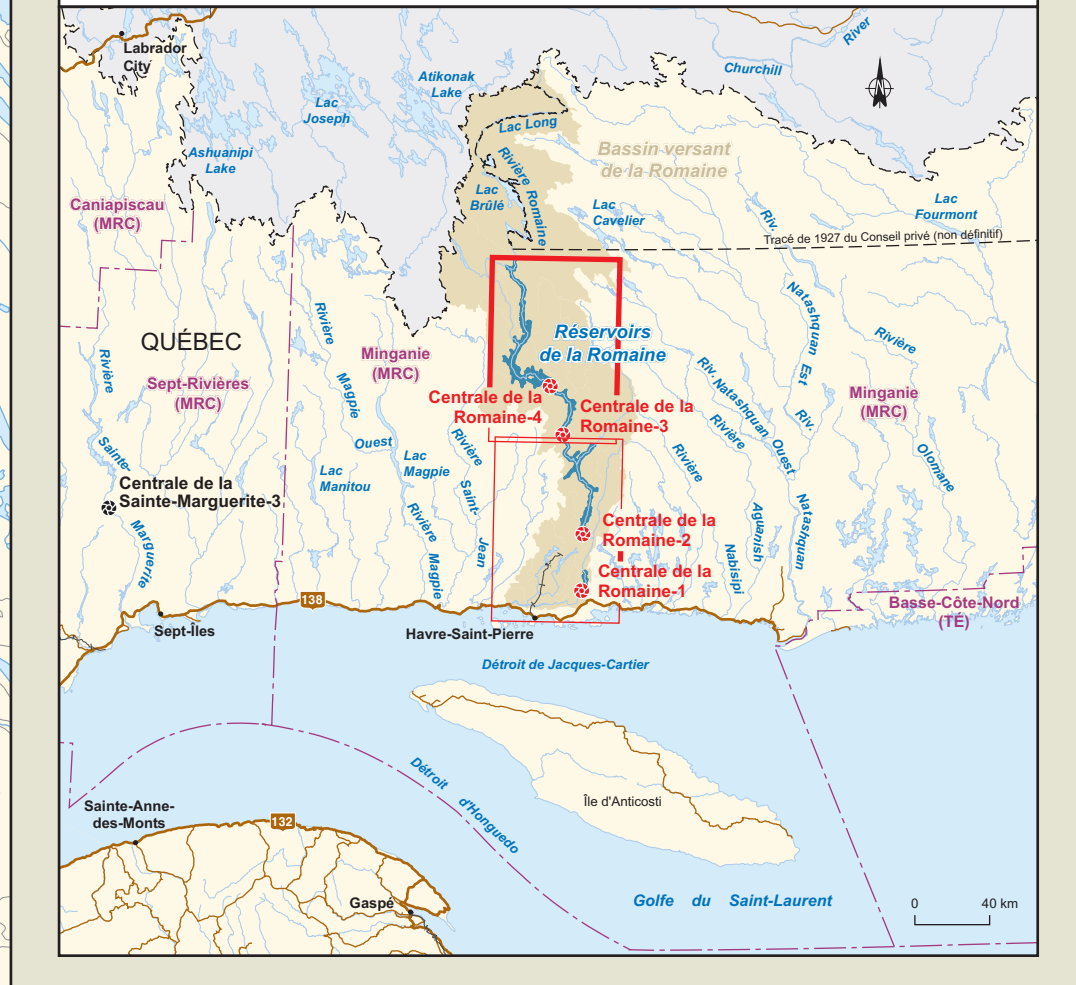 Labrador
City
River
Churchill
Atikonak
Lake
Lac
Joseph
Ashuanipi
Lake
Lac Long
Rivière Romaine
Lac
Brûlé
Bassin versant
de la Romaine
Lac
Cavelier
Riv.
Lac
Fourmont
Caniapiscau
(MRC)
Tracé de 1927 du Conseil privé (non définitif)
QUÉBEC
Rivière
Réservoirs
de la Romaine
Natashquan Est
Rivière
Rivière
Minganie
(MRC)
Sept-Rivières
(MRC)
Magpie
Riv. Natashquan Ouest
Minganie
(MRC)
Centrale de la
Romaine-4
Centrale de la
Romaine-3
Riv.
Rivière
Ouest
Rivière
Rivière
Olomane
Sainte-
Lac
Magpie
Lac
Manitou
Centrale de la
Sainte-Marguerite-3
Saint-
Natashquan
Rivière
Aguanish
Centrale de la
Romaine-2
Marguerite
Jean
Magpie
Nabisipi
Centrale de la
Romaine-1
138
Basse-Côte-Nord
(TÉ)
Sept-Îles
Havre-Saint-Pierre
Détroit de Jacques-Cartier
Détroit d'Honguedo
Île d'Anticosti
Sainte-Anne-
des-Monts
132
Gaspé
Golfe du Saint-Laurent
0 40 km